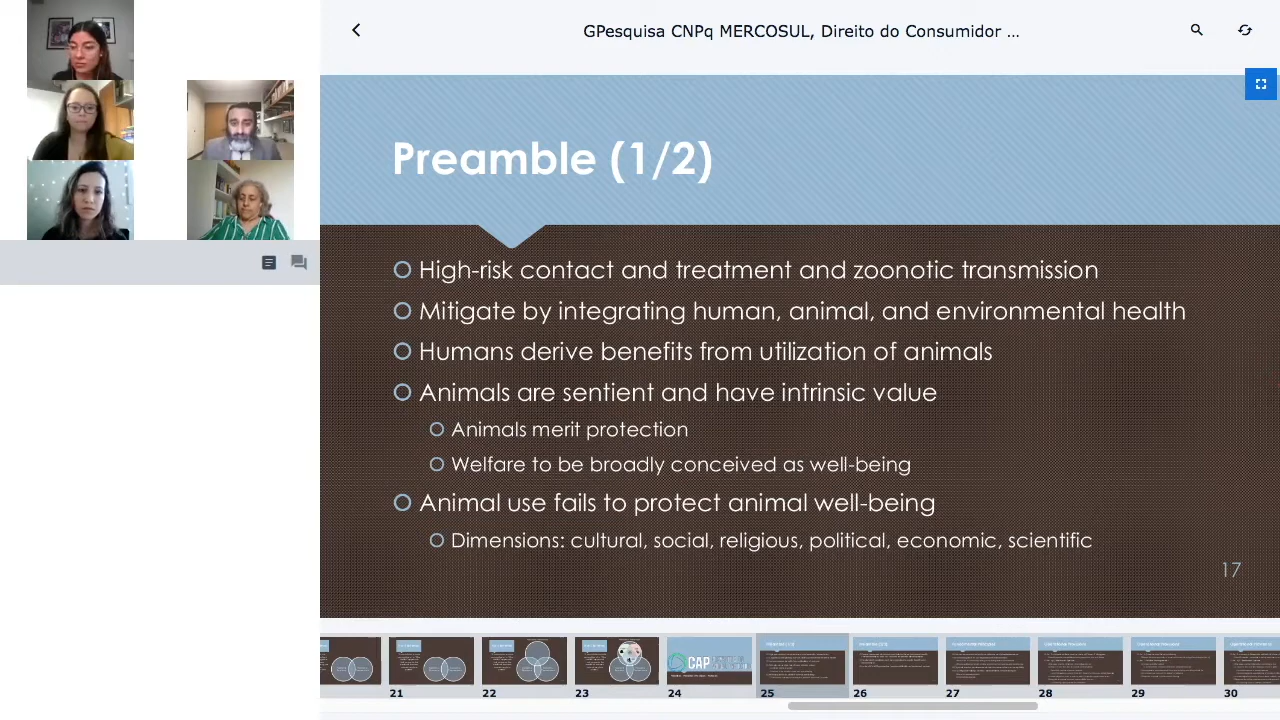 GPesquisa CNPq MERCOSUL, Direito do Consumidor ...
Preamble (1/2)
High-risk contact and treatment and zoonotic transmission
Mitigate by integrating human, animal, and environmental health
Humans derive benefits from utilization of animals
Animals are sentient and have intrinsic value
Animals merit protection
Welfare to be broadly conceived as well-being
Animal use fails to protect animal well-being
Dimensions: cultural, social, religious, political, economic, scientific
17
21
22
23
24
25
26
27
28
29
30